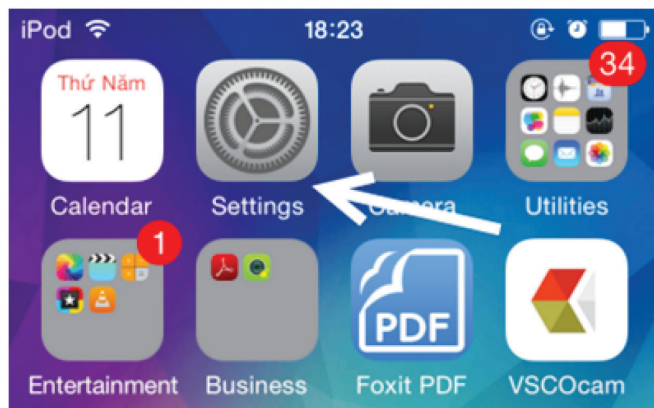 iPod 18:23
34
Thứ Năm
11
Calendar Settings Camera Utilities
1
PDF
Entertainment Business Foxit PDF VSCOcam